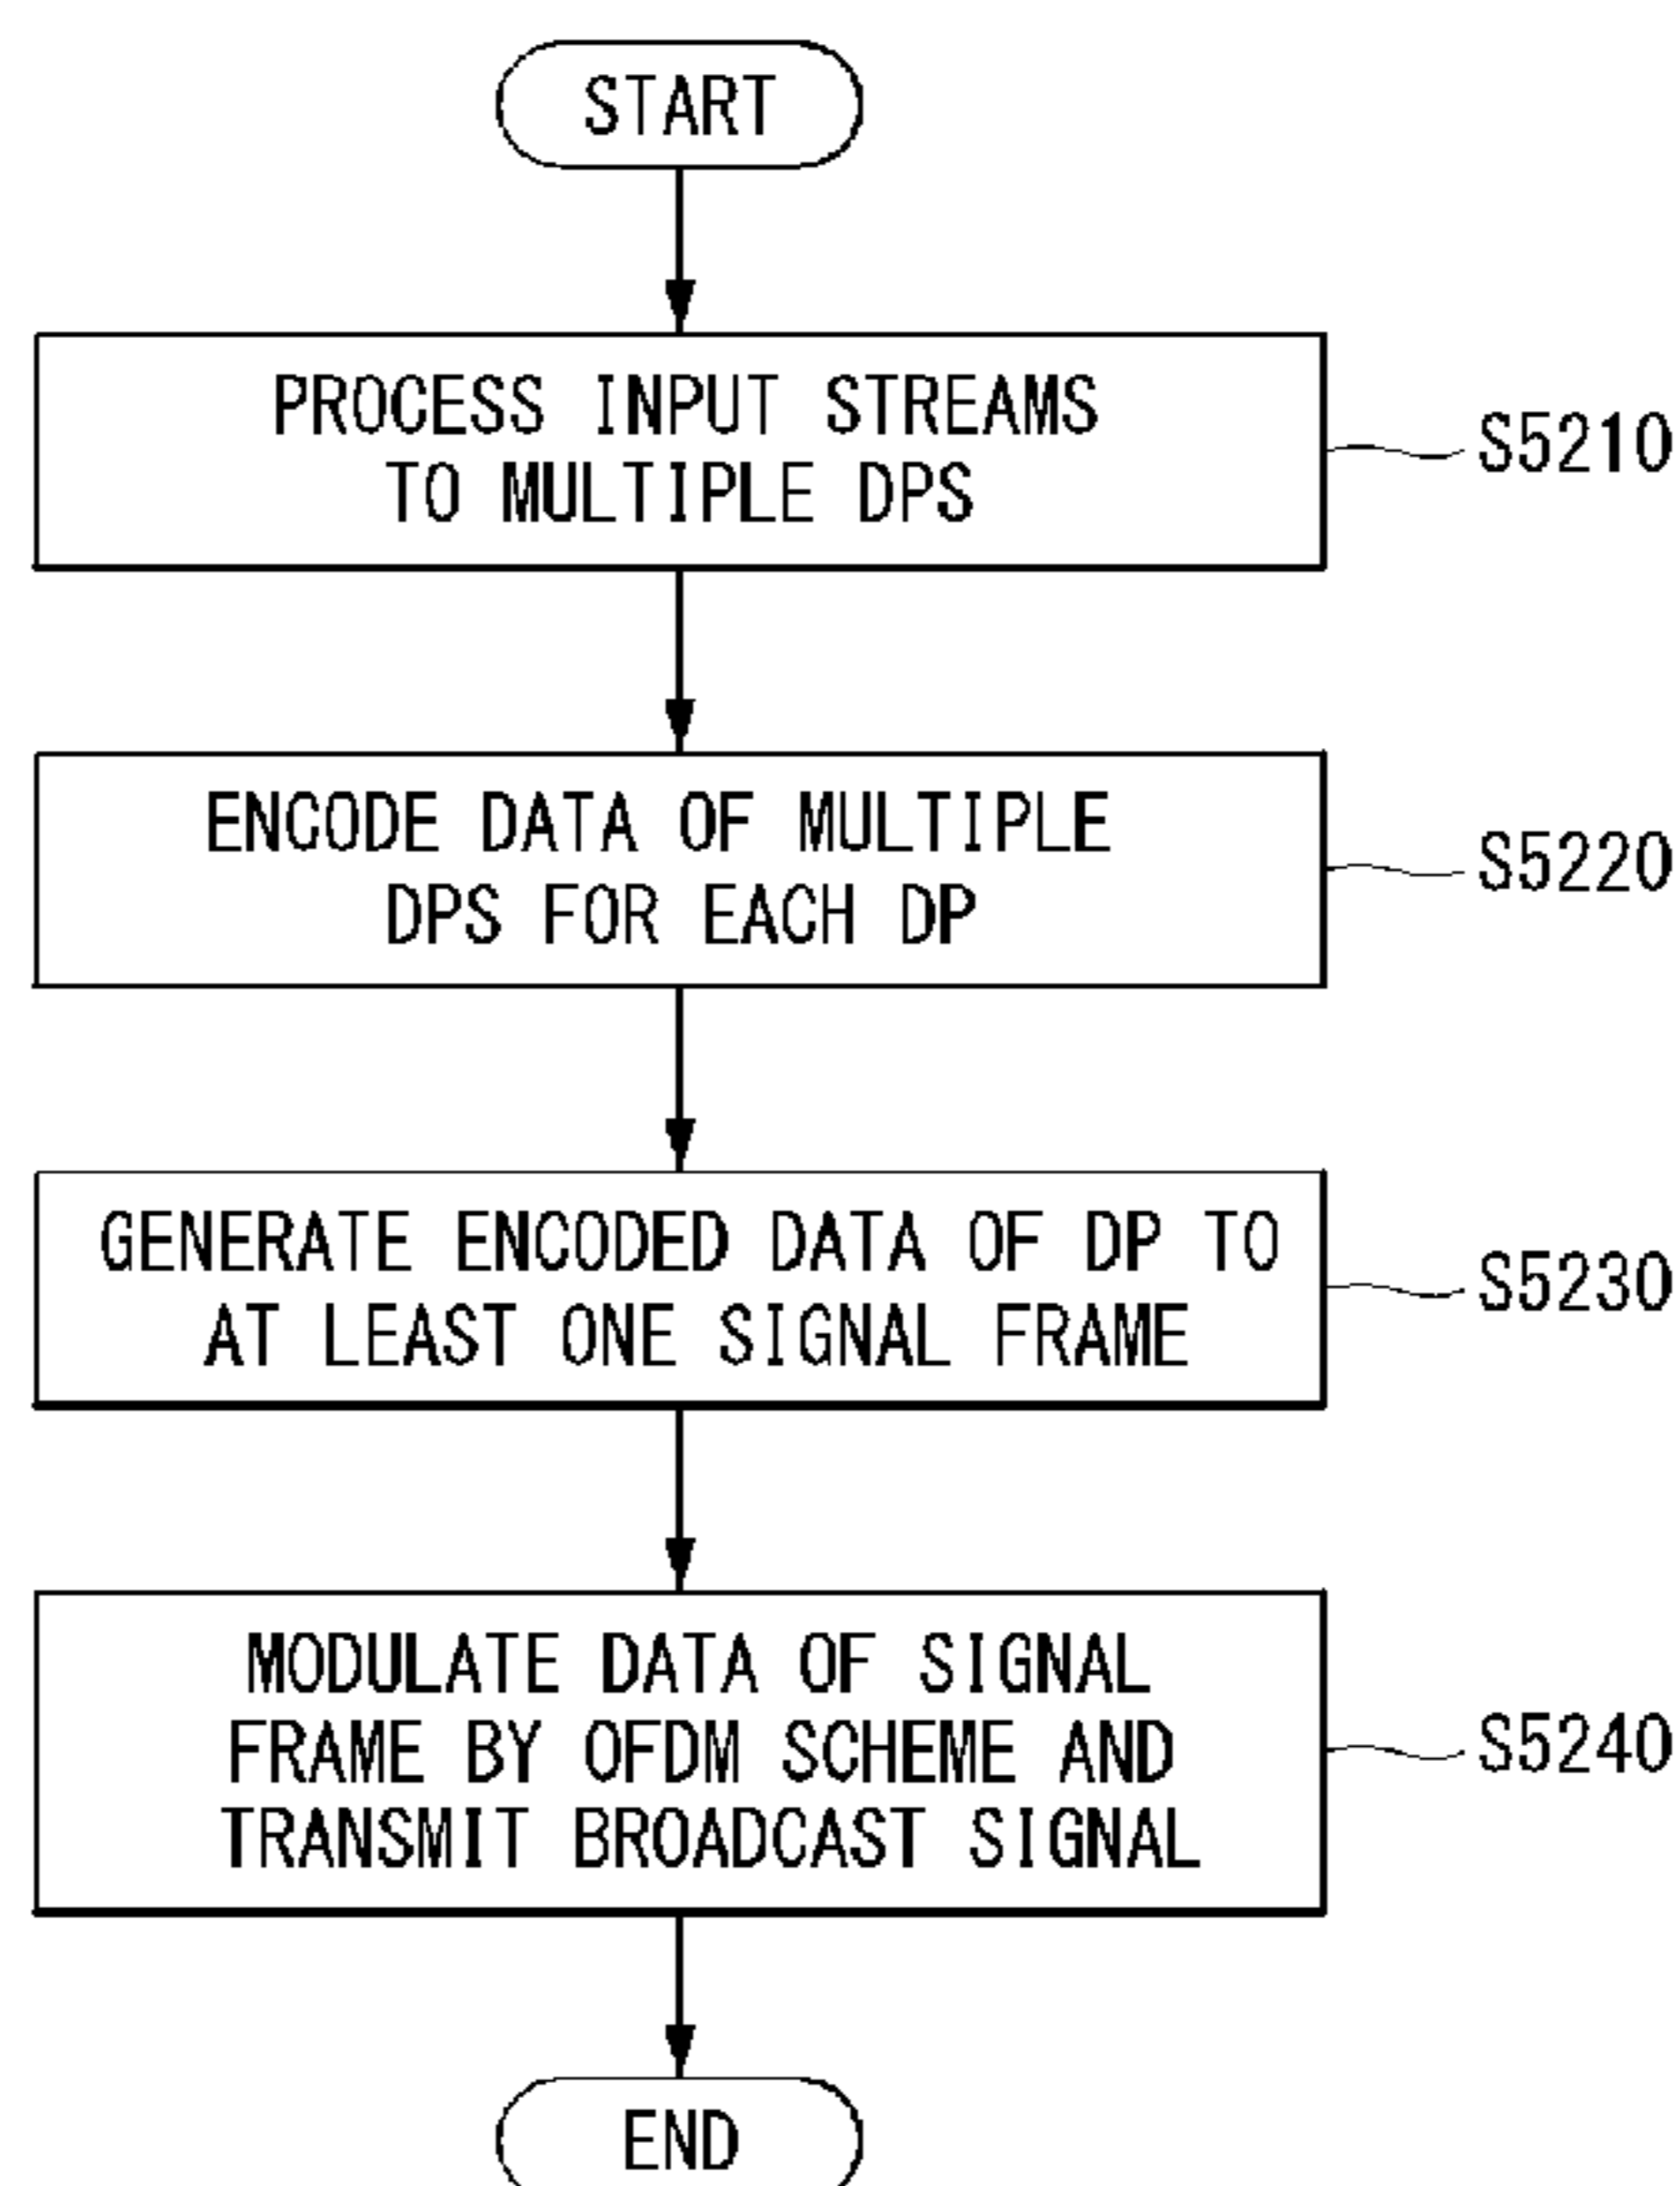 START
PROCESS INPUT STREAMS
TO MULTIPLE DPS
S5210
ENCODE DATA OF MULTIPLE
DPS FOR EACH DP
S5220
GENERATE ENCODED DATA OF DP TO
AT LEAST ONE SIGNAL FRAME
S5230
MODULATE DATA OF SIGNAL
FRAME BY OFDM SCHEME AND
TRANSMIT BROADCAST SIGNAL
S5240
END